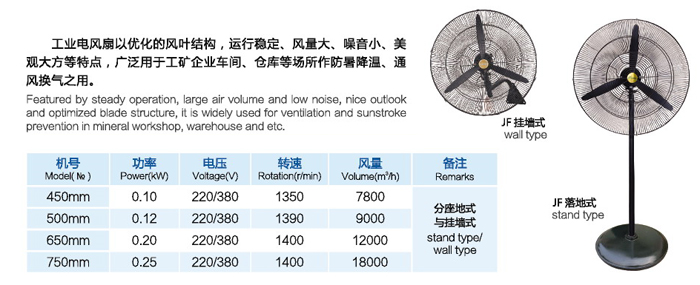 工业电风扇以优化的风叶结构，运行稳定、风量大、噪音小、美
观大方等特点，广泛用于工矿企业车间、仓库等场所作防暑降温、通
风换气之用。
Featured by steady operation, large air volume and low noise, nice outlook
and optimized blade structure, it is widely used for ventilation and sunstroke
prevention in mineral workshop, warehouse and etc.
JF 挂墙式
wall type
JF 落地式
stand type
机号 功率 电压 转速 风量 备注
Model(№) Power(kW) Voltage(V) Rotation(r/min) Volume(m³/h) Remarks
450mm 0.10 220/380 1350 7800
500mm 0.12 220/380 1390 9000
650mm 0.20 220/380 1400 12000
750mm 0.25 220/380 1400 18000
分座地式
与挂墙式
stand type/
wall type